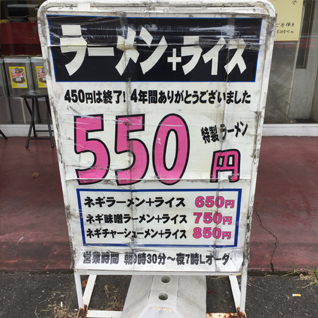 ラーメン+ライス
450円は終了!4年間ありがとうございました
550円
特製ラーメン
ネギラーメン+ライス 650円
ネギ味噌ラーメン+ライス 750円
ネギチャーシューメン+ライス 850円
営業時間 朝9時30分～夜7時Lオーダー